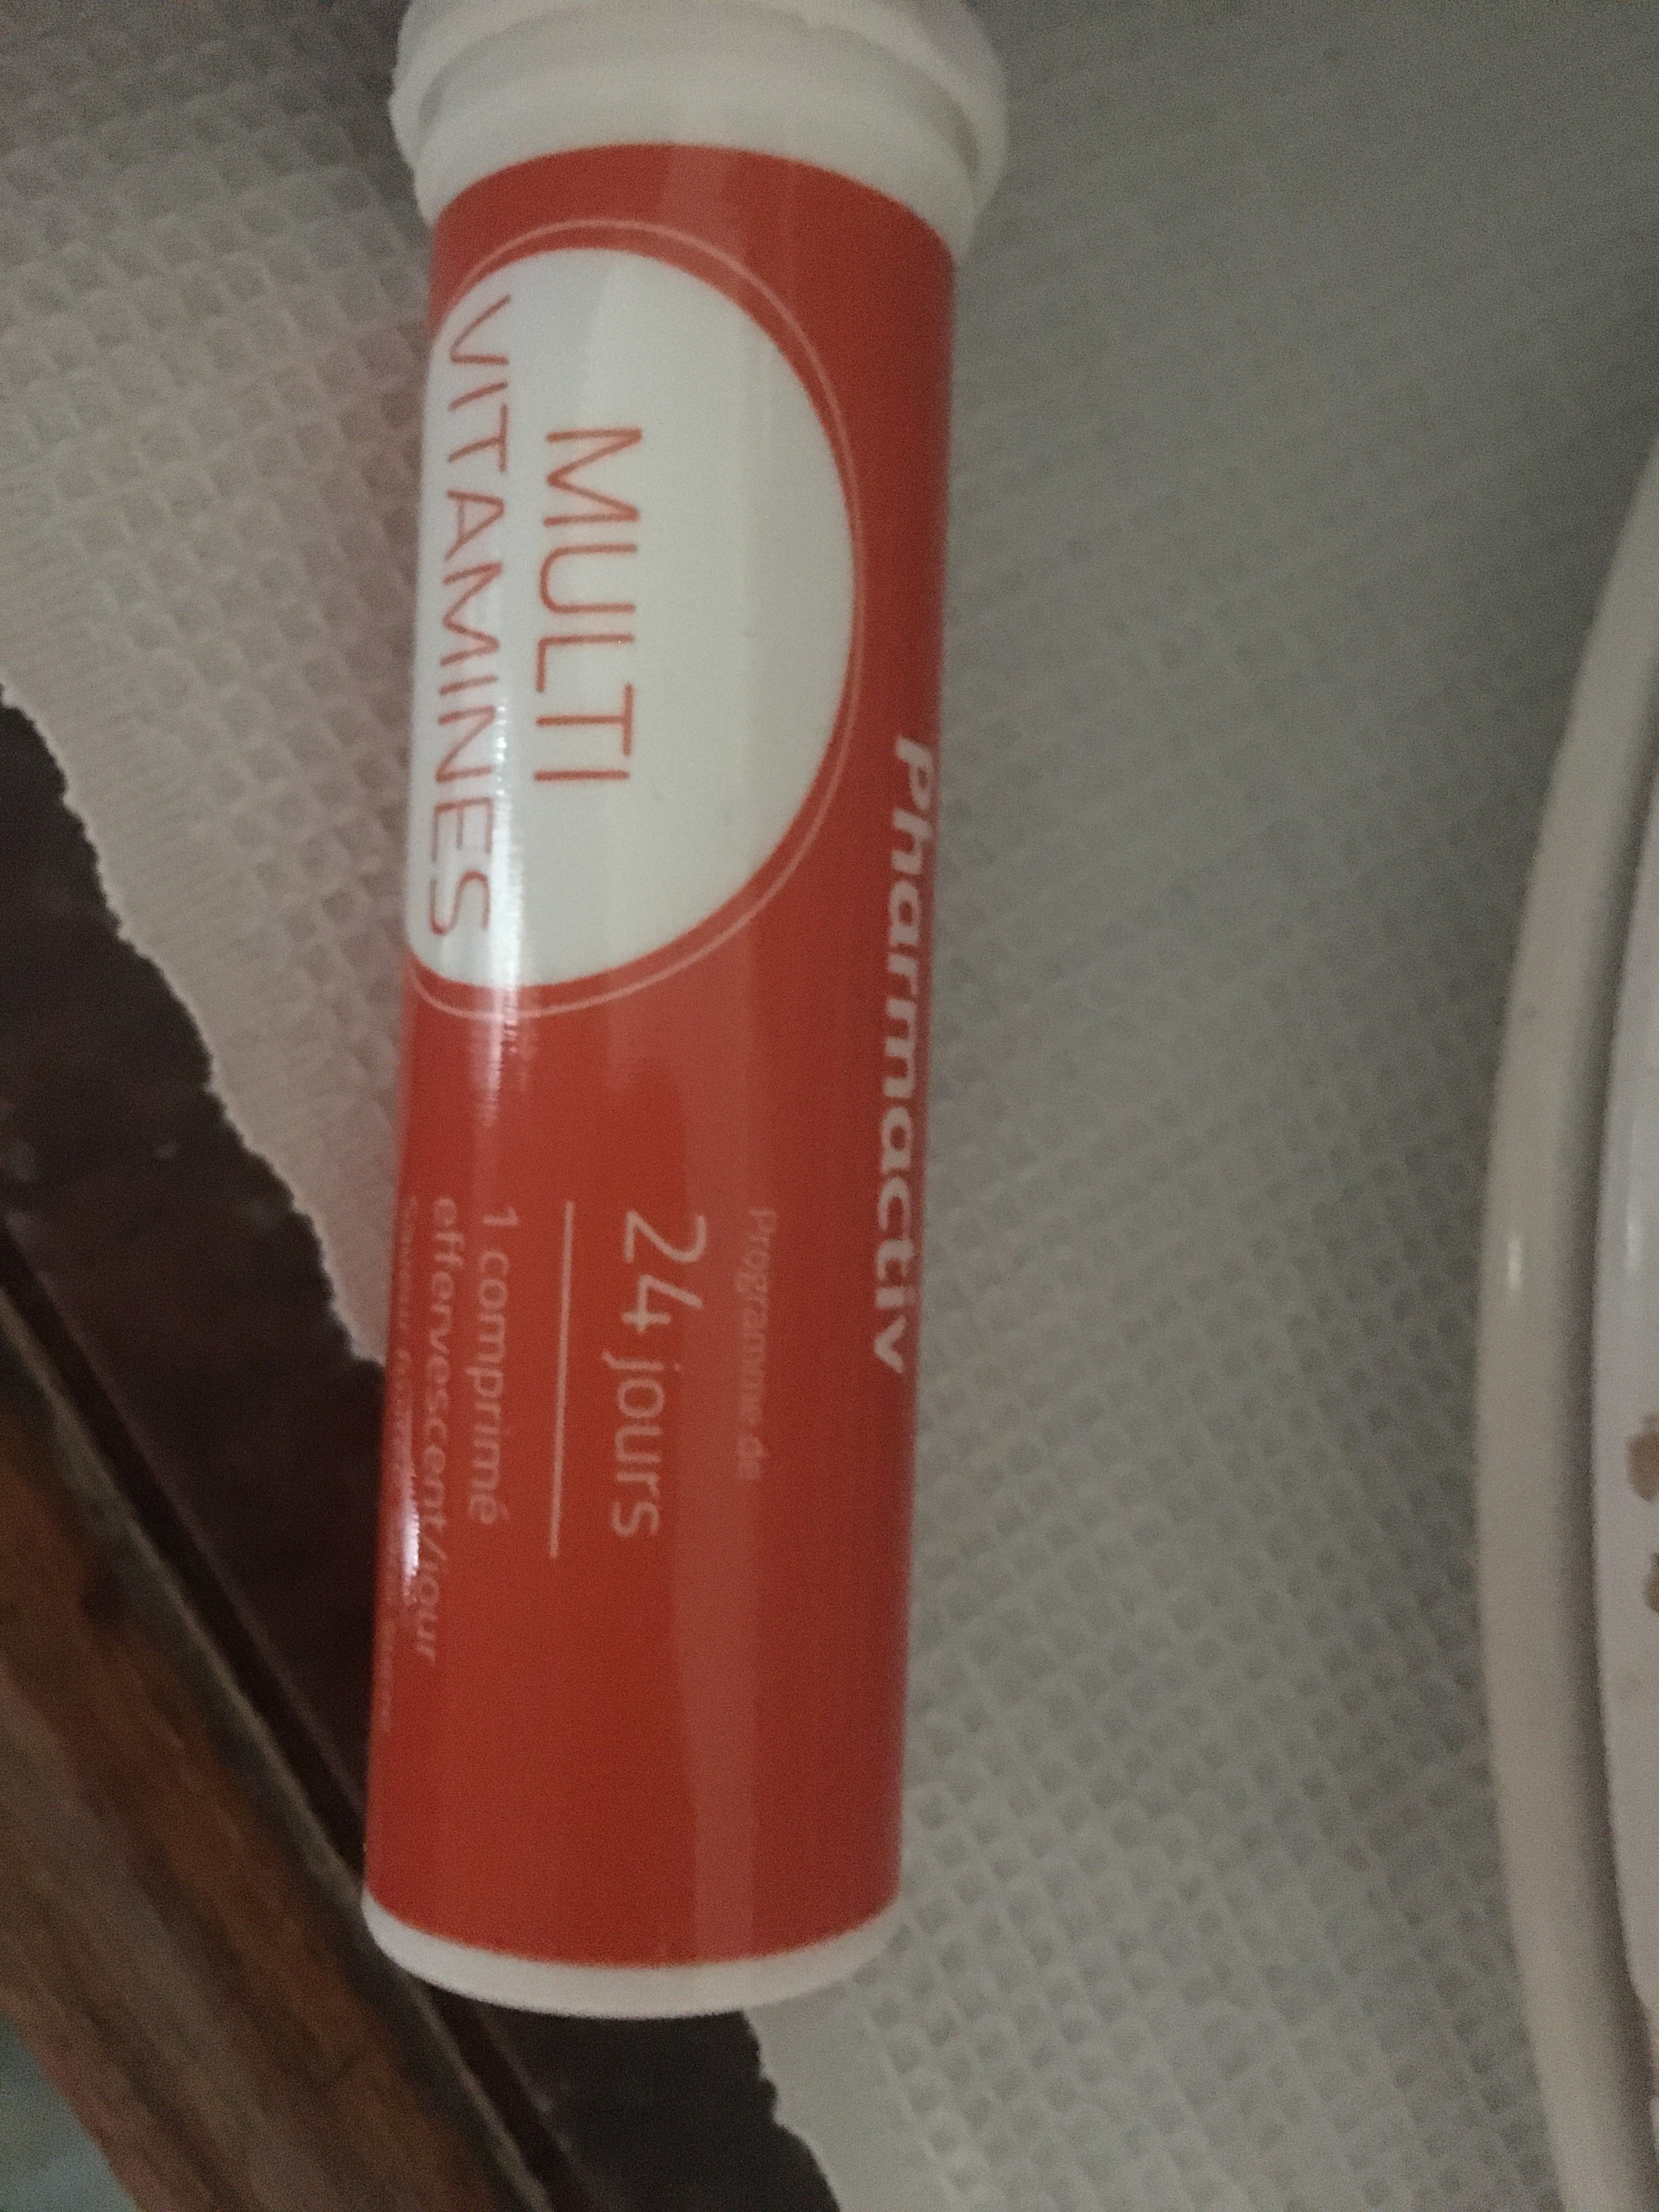 Pharmactiv
MULTI
VITAMINES
Programme de
24 jours
1 comprimé
effervescent/jour